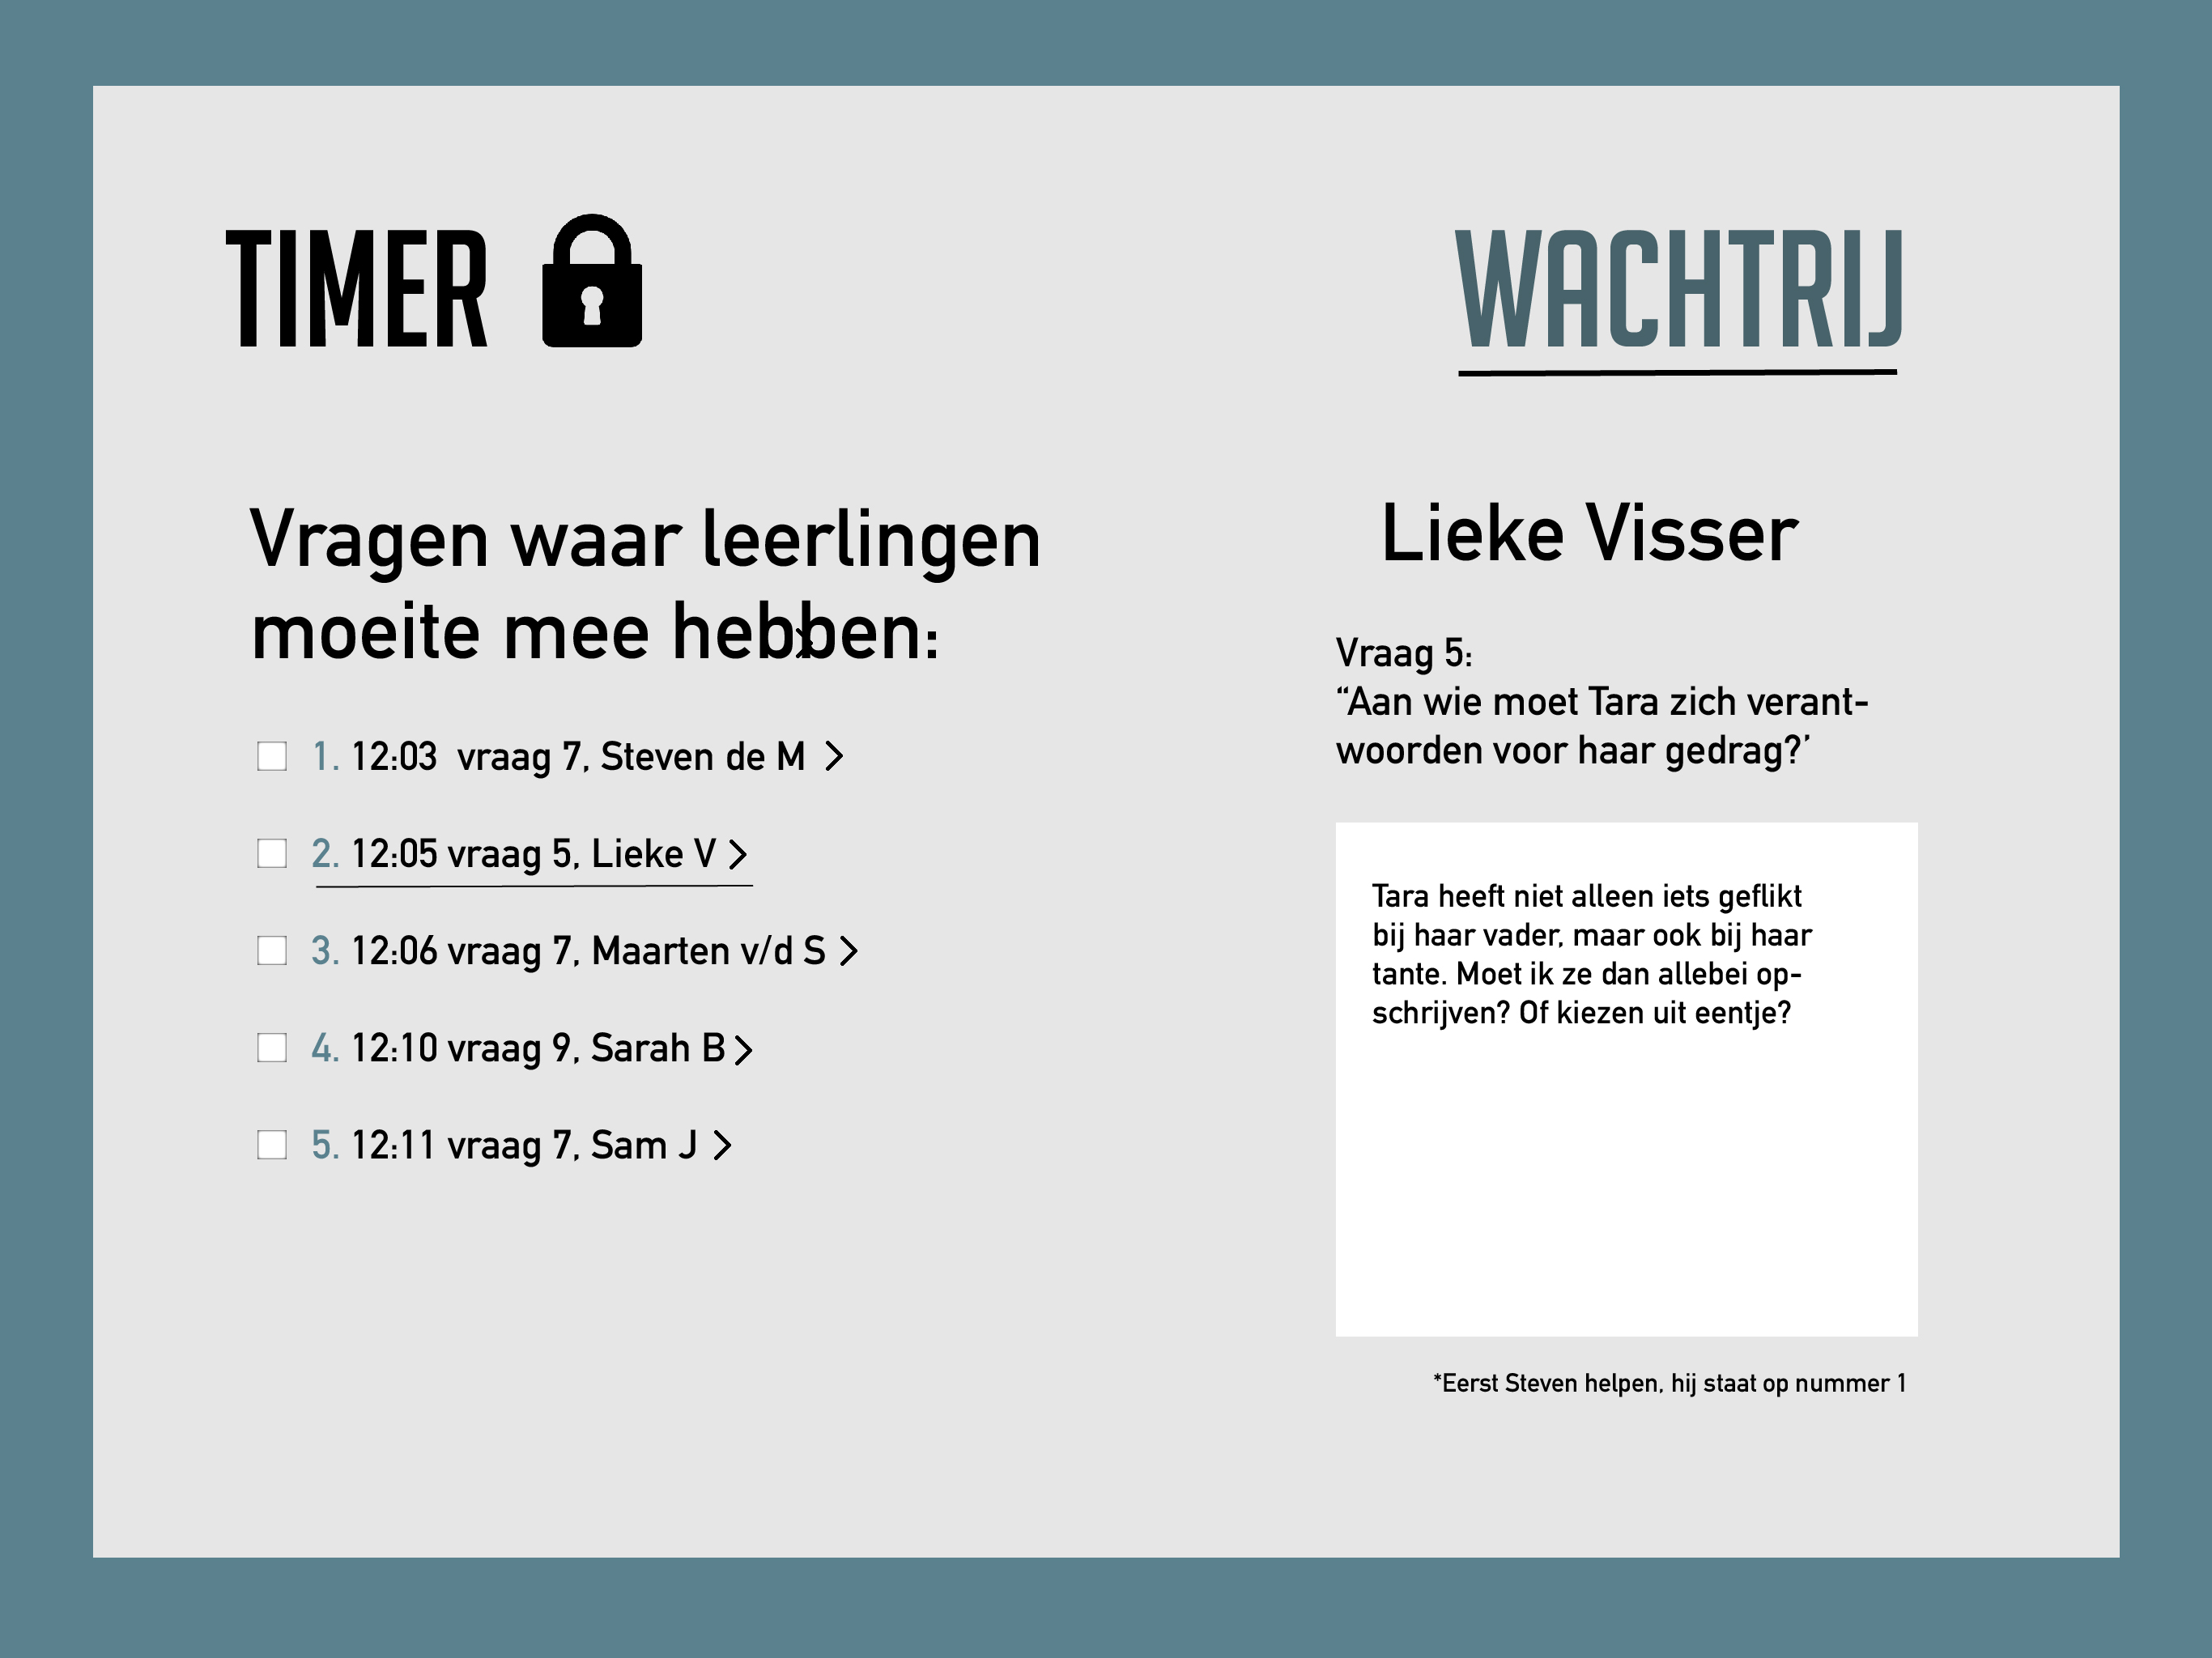 TIMER
WACHTRIJ
Vragen waar leerlingen
moeite mee hebben:
1. 12:03 vraag 7, Steven de M >
2. 12:05 vraag 5, Lieke V >
3. 12:06 vraag 7, Maarten v/d S >
4. 12:10 vraag 9, Sarah B >
5. 12:11 vraag 7, Sam J >
Lieke Visser
Vraag 5:
“Aan wie moet Tara zich verant-
woorden voor haar gedrag?’
Tara heeft niet alleen iets geflikt
bij haar vader, maar ook bij haar
tante. Moet ik ze dan allebei op-
schrijven? Of kiezen uit eentje?
*Eerst Steven helpen, hij staat op nummer 1